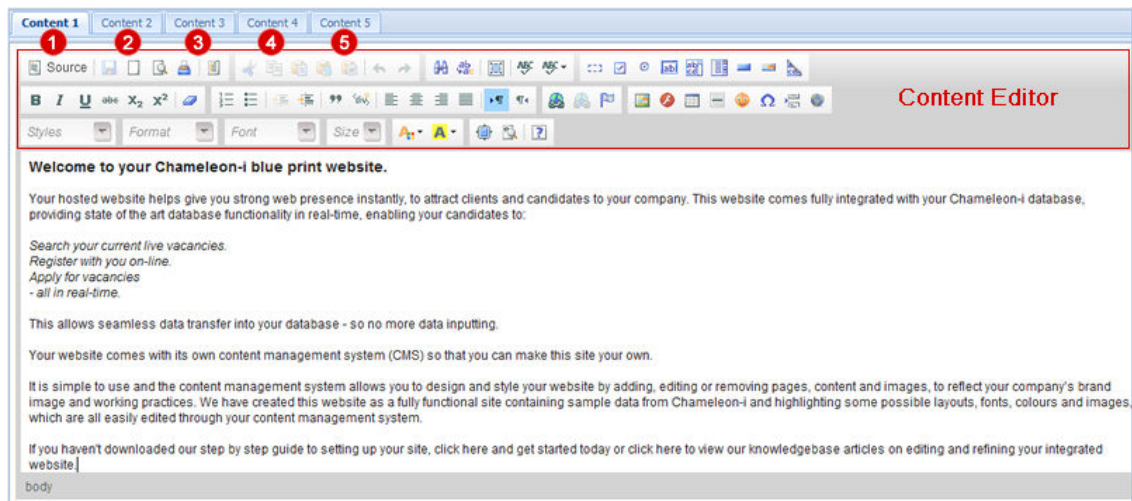 Content 1 Content 2 Content 3 Content 4 Content 5
1 2 3 4 5
Source
B I U abc X₂ X²
Content Editor
Styles Format Font Size A A
Welcome to your Chameleon-i blue print website.
Your hosted website helps give you strong web presence instantly, to attract clients and candidates to your company. This website comes fully integrated with your Chameleon-i database,
providing state of the art database functionality in real-time, enabling your candidates to:
Search your current live vacancies.
Register with you on-line.
Apply for vacancies
- all in real-time.
This allows seamless data transfer into your database - so no more data inputting.
Your website comes with its own content management system (CMS) so that you can make this site your own.
It is simple to use and the content management system allows you to design and style your website by adding, editing or removing pages, content and images, to reflect your company's brand
image and working practices. We have created this website as a fully functional site containing sample data from Chameleon-i and highlighting some possible layouts, fonts, colours and images,
which are all easily edited through your content management system.
If you haven't downloaded our step by step guide to setting up your site, click here and get started today or click here to view our knowledgebase articles on editing and refining your integrated
website.
body